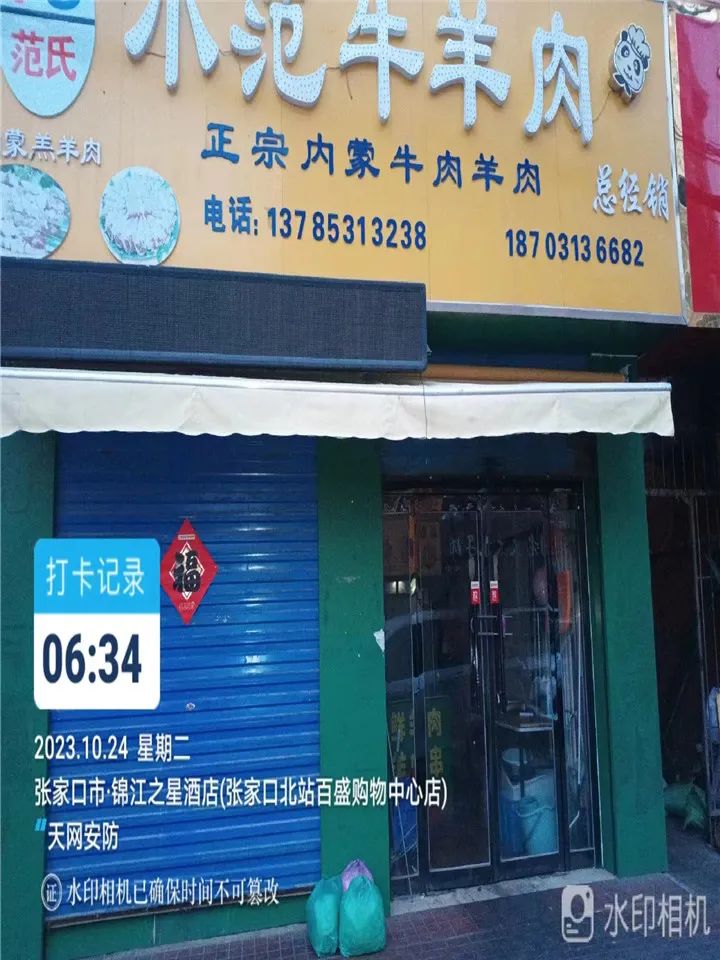 范氏
小范牛羊肉
蒙羔羊肉
正宗内蒙牛肉羊肉
总经销
电话: 13785313238
18703136682
福
打卡记录
06:34
2023.10.24 星期二
张家口市·锦江之星酒店(张家口北站百盛购物中心店)
天网安防
证 水印相机已确保时间不可篡改
水印相机